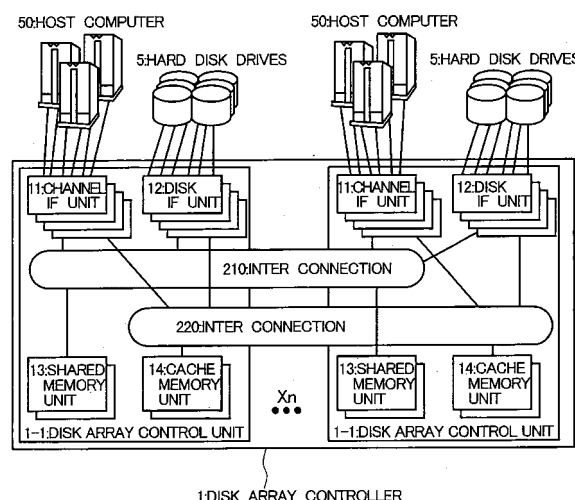 50:HOST COMPUTER
5:HARD DISK DRIVES
50:HOST COMPUTER
5:HARD DISK DRIVES
11:CHANNEL
IF UNIT
12:DISK
IF UNIT
11:CHANNEL
IF UNIT
12:DISK
IF UNIT
210:INTER CONNECTION
220:INTER CONNECTION
13:SHARED
MEMORY
UNIT
14:CACHE
MEMORY
UNIT
Xn
13:SHARED
MEMORY
UNIT
14:CACHE
MEMORY
UNIT
1-1:DISK ARRAY CONTROL UNIT
1-1:DISK ARRAY CONTROL UNIT
1:DISK ARRAY CONTROLLER